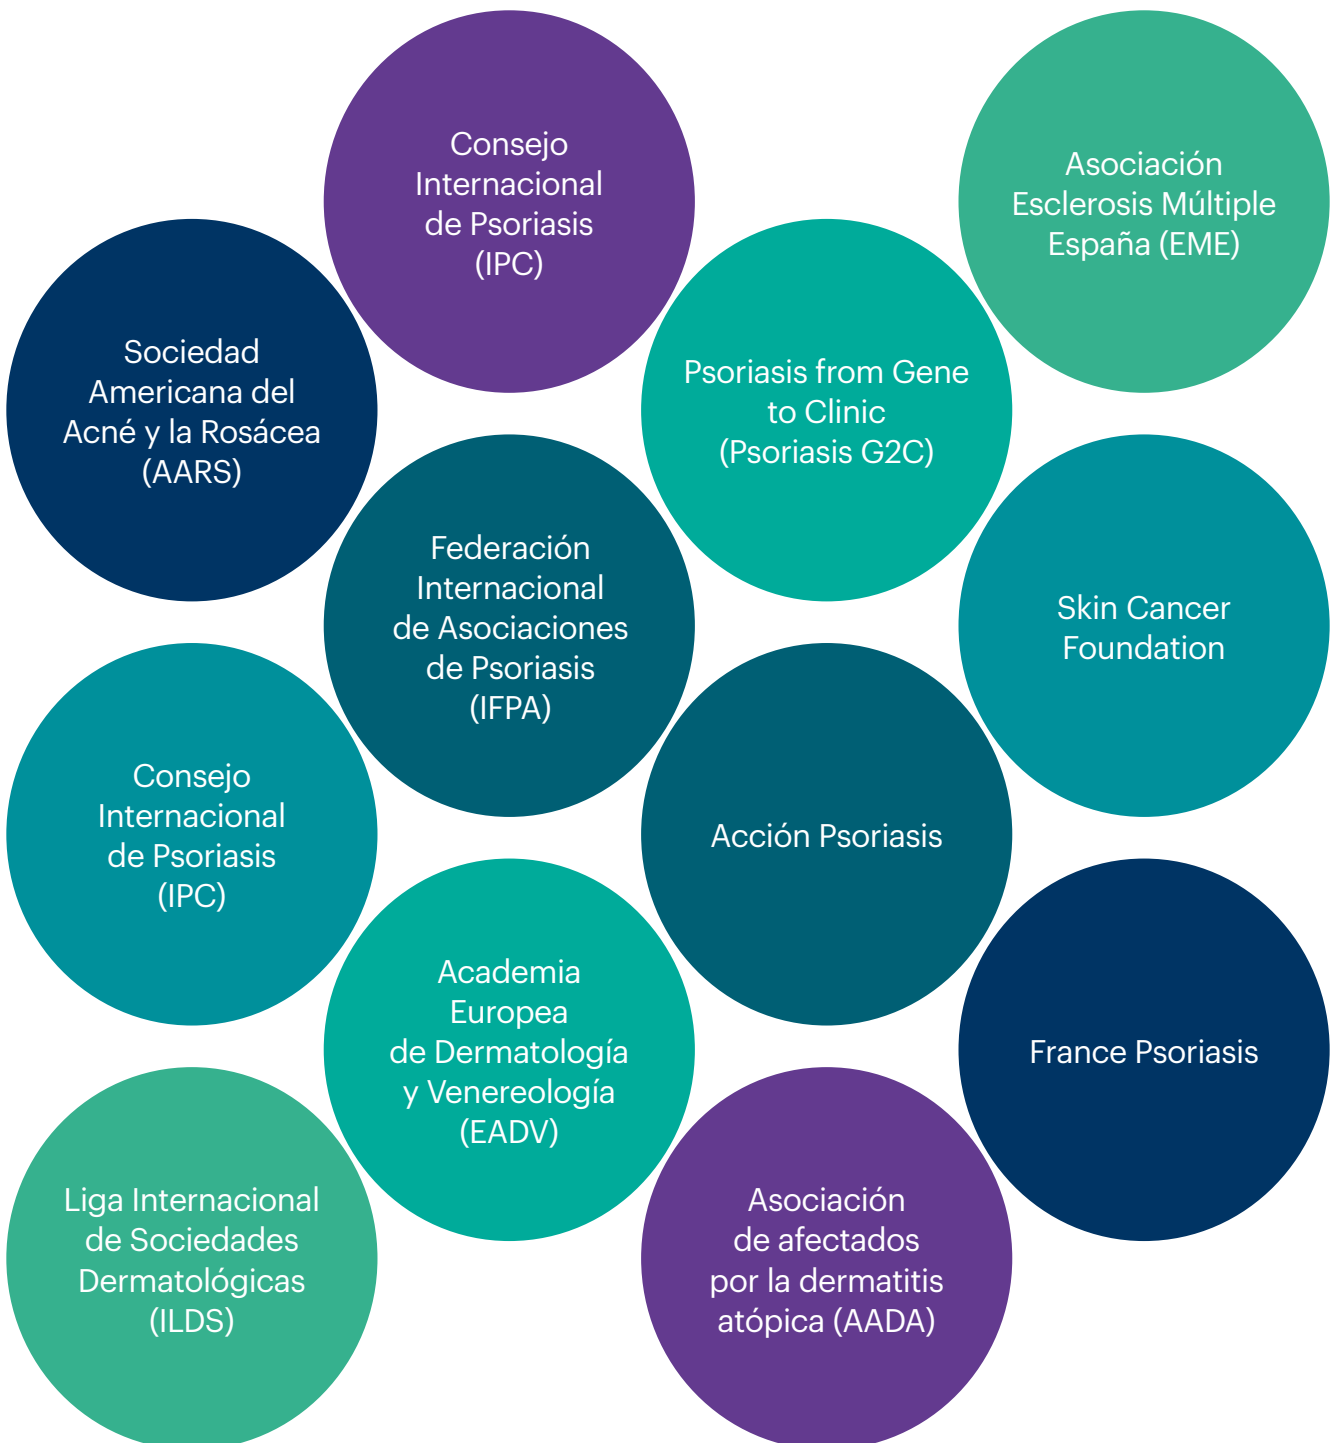 Consejo
Internacional
de Psoriasis
(IPC)
Asociación
Esclerosis Múltiple
España (EME)
Sociedad
Americana del
Acné y la Rosácea
(AARS)
Psoriasis from Gene
to Clinic
(Psoriasis G2C)
Federación
Internacional
de Asociaciones
de Psoriasis
(IFPA)
Skin Cancer
Foundation
Consejo
Internacional
de Psoriasis
(IPC)
Acción Psoriasis
Academia
Europea
de Dermatología
y Venereología
(EADV)
France Psoriasis
Liga Internacional
de Sociedades
Dermatológicas
(ILDS)
Asociación
de afectados
por la dermatitis
atópica (AADA)